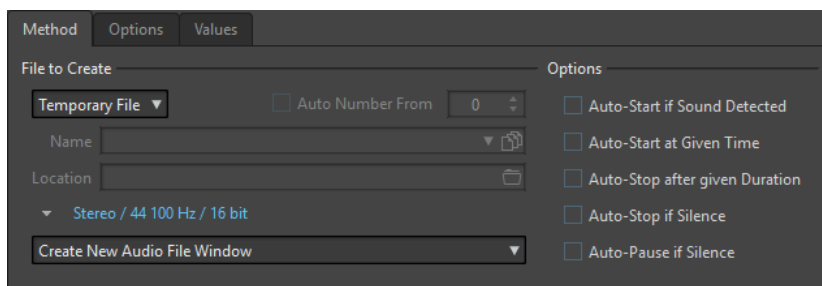 Method Options Values
File to Create
Temporary File
Auto Number From 0
Name
Location
Stereo / 44 100 Hz / 16 bit
Create New Audio File Window
Options
Auto-Start if Sound Detected
Auto-Start at Given Time
Auto-Stop after given Duration
Auto-Stop if Silence
Auto-Pause if Silence